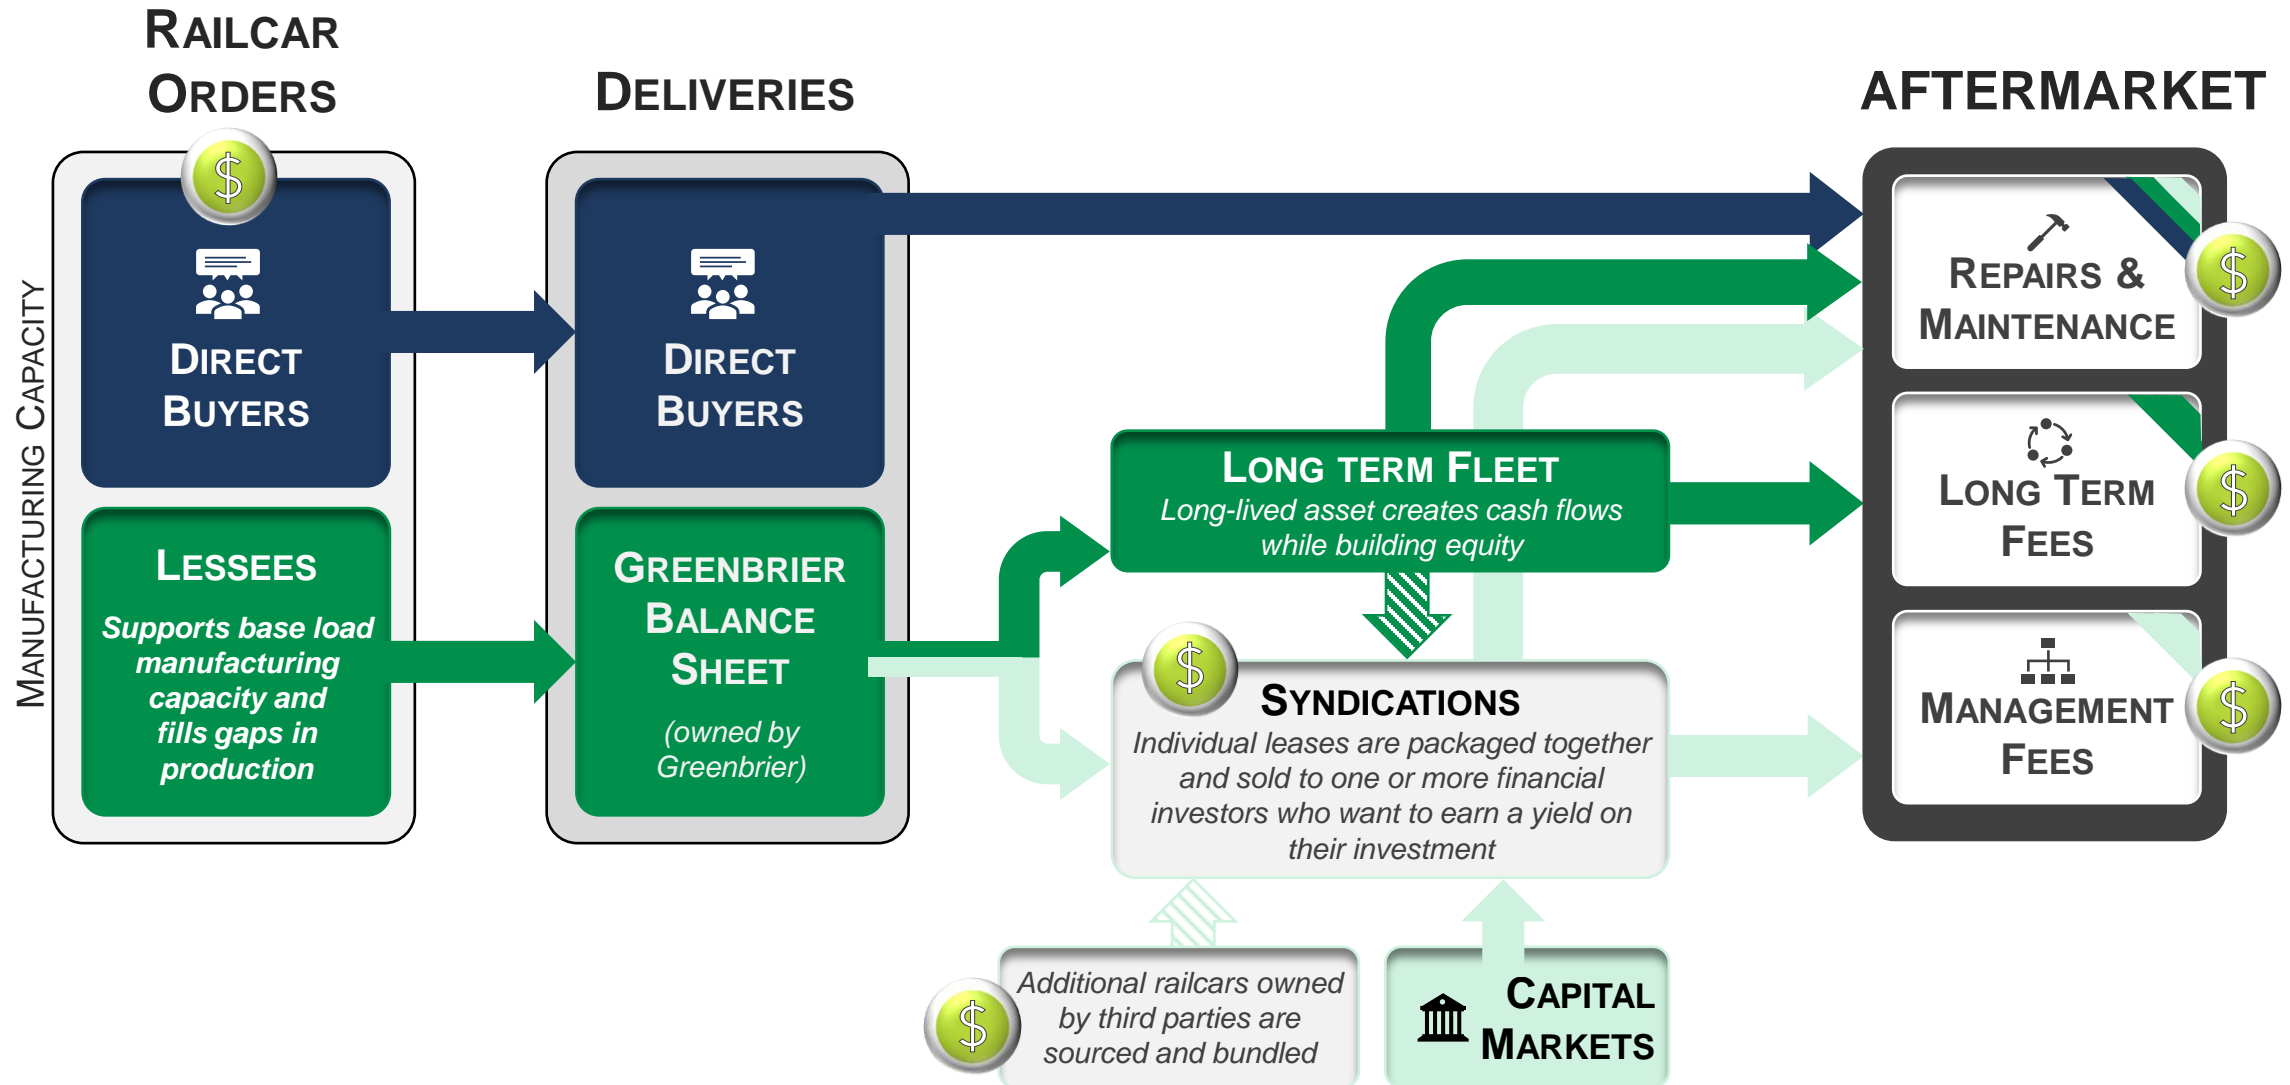 RAILCAR
ORDERS
DELIVERIES
AFTERMARKET
MANUFACTURING CAPACITY
$
DIRECT
BUYERS
LESSEES
Supports base load
manufacturing
capacity and
fills gaps in
production
DIRECT
BUYERS
GREENBRIER
BALANCE
SHEET
(owned by
Greenbrier)
LONG TERM FLEET
Long-lived asset creates cash flows
while building equity
$
SYNDICATIONS
Individual leases are packaged together
and sold to one or more financial
investors who want to earn a yield on
their investment
$
Additional railcars owned
by third parties are
sourced and bundled
CAPITAL
MARKETS
REPAIRS &
MAINTENANCE
$
LONG TERM
FEES
$
MANAGEMENT
FEES
$